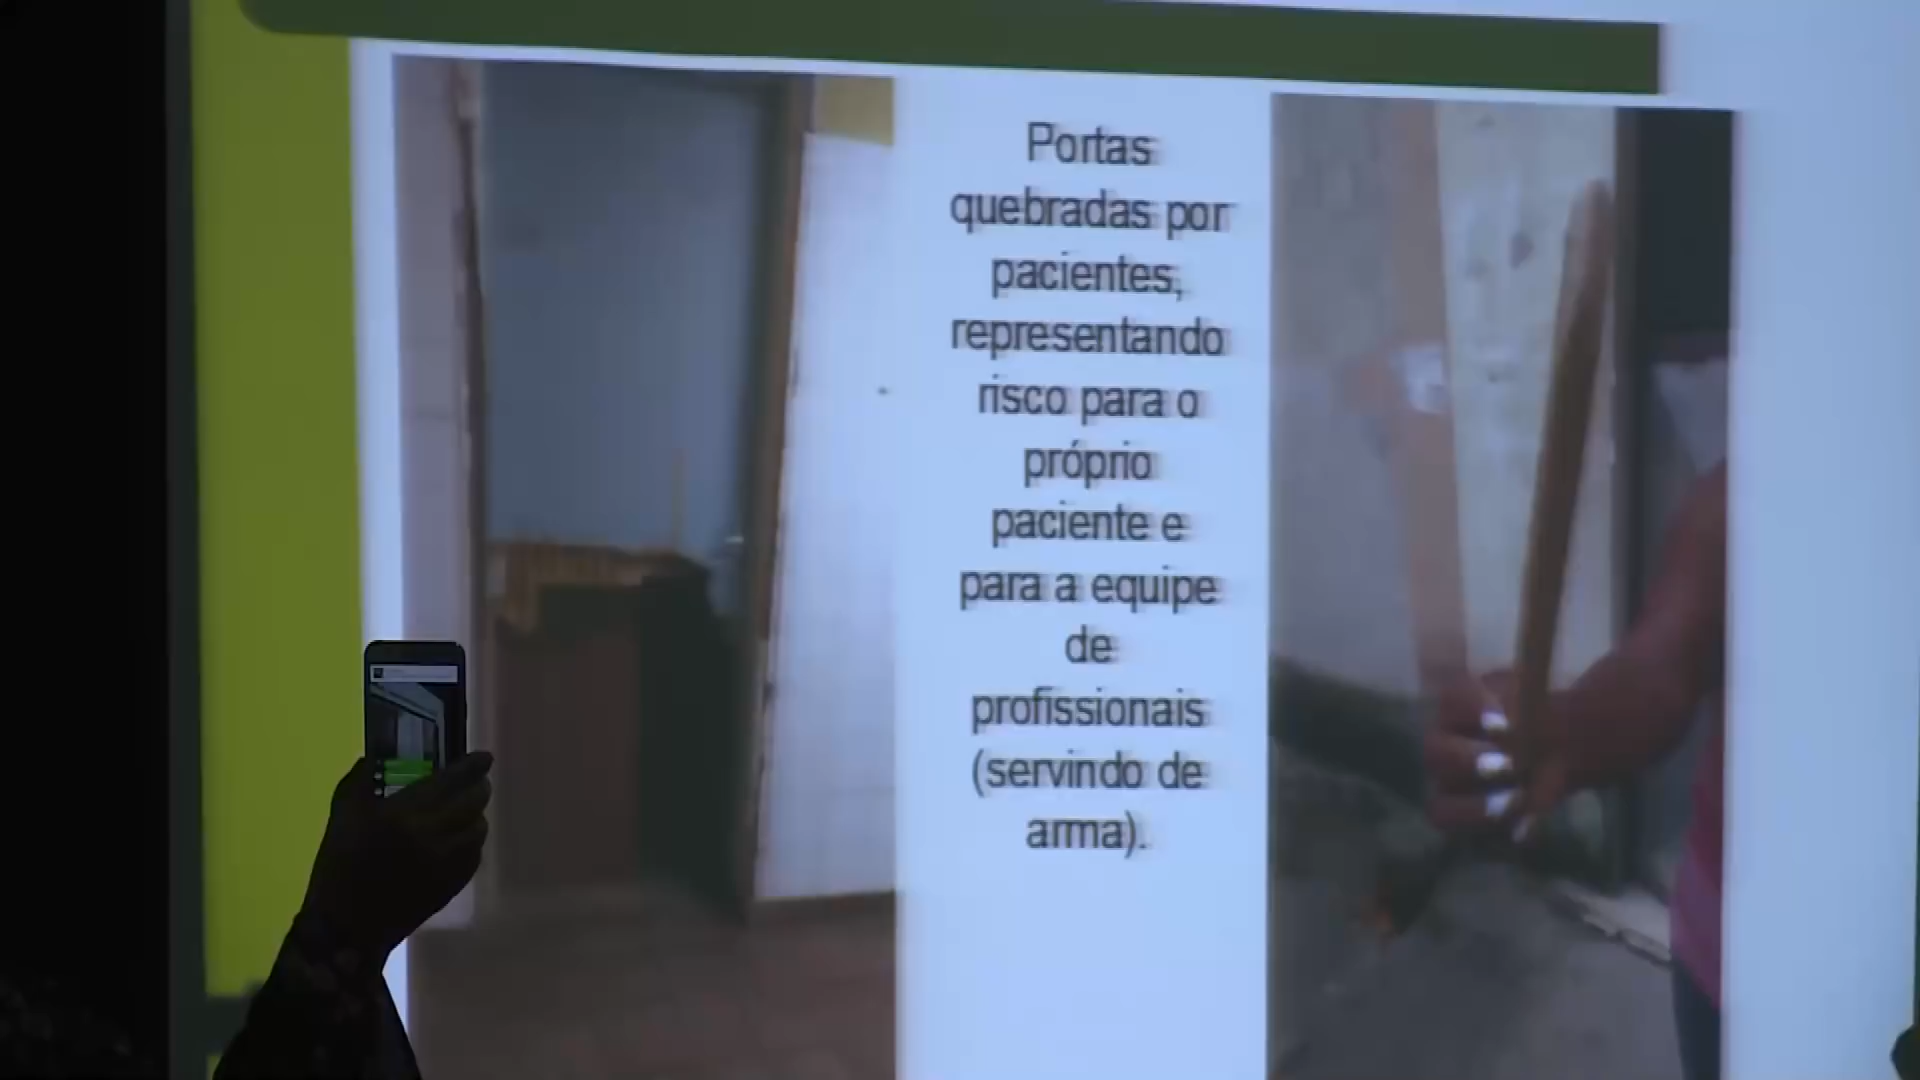 Portas
quebradas por
pacientes,
representando
risco para o
próprio
paciente e
para a equipe
de
profissionais
(servindo de
arma).